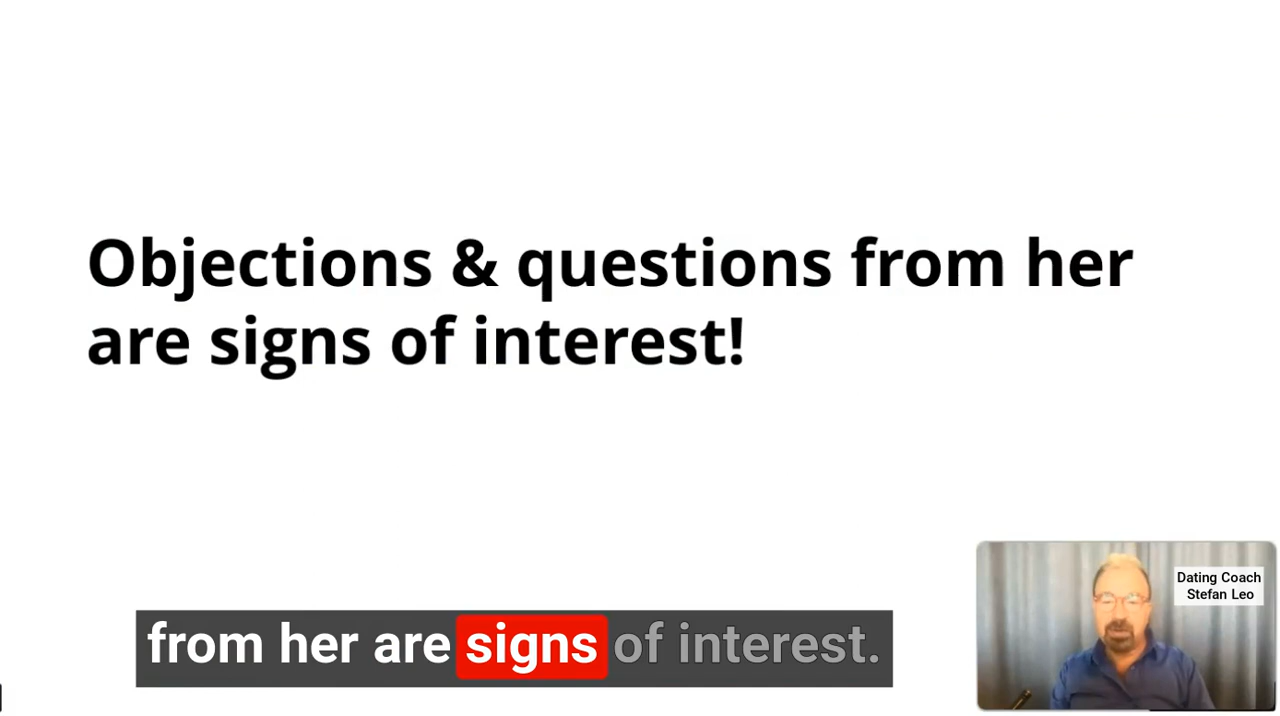 Objections & questions from her
are signs of interest!
Dating Coach
Stefan Leo
from her are signs of interest.